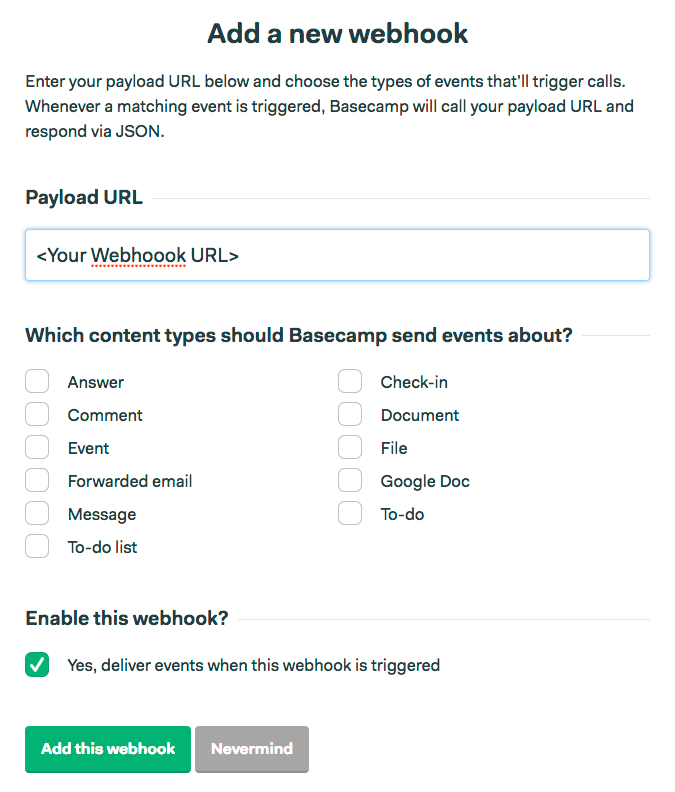 Add a new webhook
Enter your payload URL below and choose the types of events that'll trigger calls.
Whenever a matching event is triggered, Basecamp will call your payload URL and
respond via JSON.
Payload URL
<Your Webhoook URL>
Which content types should Basecamp send events about?
Answer
Check-in
Comment
Document
Event
File
Forwarded email
Google Doc
Message
To-do
To-do list
Enable this webhook?
Yes, deliver events when this webhook is triggered
Add this webhook
Nevermind